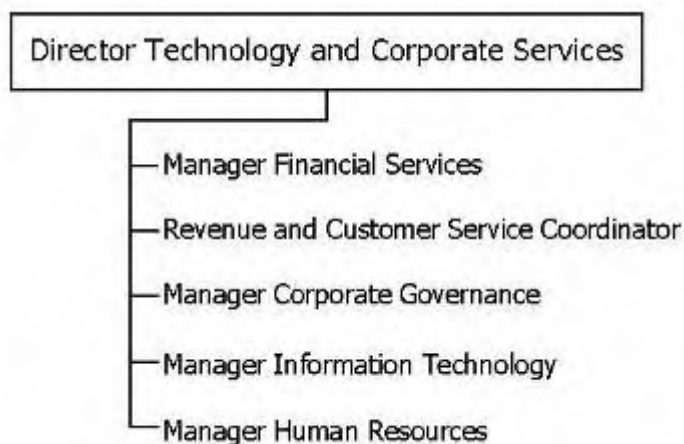 Director Technology and Corporate Services
Manager Financial Services
Revenue and Customer Service Coordinator
Manager Corporate Governance
Manager Information Technology
Manager Human Resources